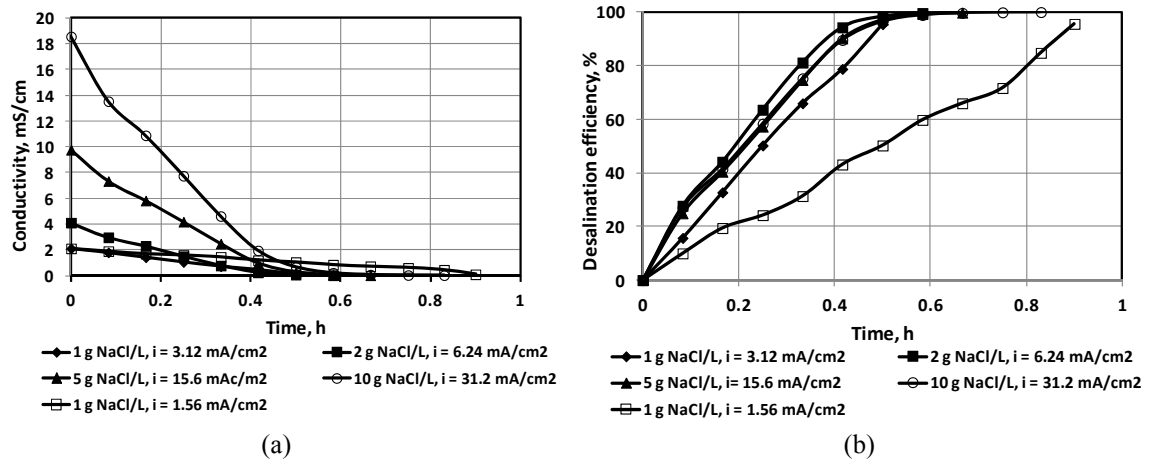 Conductivity, mS/cm
20
18
16
14
12
10
8
6
4
2
0
0 0.2 0.4 0.6 0.8 1
Time, h
1 g NaCl/L, i = 3.12 mA/cm2 2 g NaCl/L, i = 6.24 mA/cm2
5 g NaCl/L, i = 15.6 mAc/m2 10 g NaCl/L, i = 31.2 mA/cm2
1 g NaCl/L, i = 1.56 mA/cm2
(a)
Desalination efficiency, %
100
80
60
40
20
0
0 0.2 0.4 0.6 0.8 1
Time, h
1 g NaCl/L, i = 3.12 mA/cm2 2 g NaCl/L, i = 6.24 mA/cm2
5 g NaCl/L, i = 15.6 mA/cm2 10 g NaCl/L, i = 31.2 mA/cm2
1 g NaCl/L, i = 1.56 mA/cm2
(b)